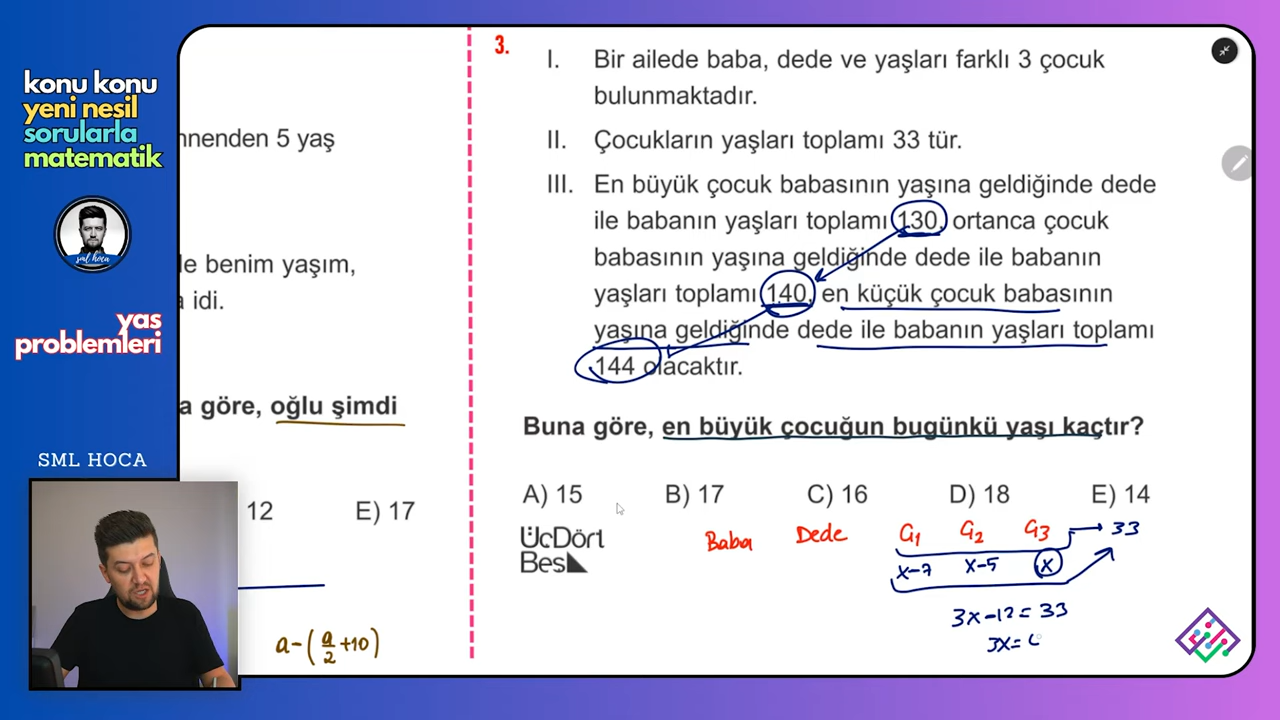 konu konu
yeni nesil
sorularla
matematik
sml hoca
yas
problemleri
SML HOCA
nnenden 5 yaş
le benim yaşım,
a idi.
a göre, oğlu şimdi
12 E) 17
a-(a/2+10)
3.
I. Bir ailede baba, dede ve yaşları farklı 3 çocuk
bulunmaktadır.
II. Çocukların yaşları toplamı 33 tür.
III. En büyük çocuk babasının yaşına geldiğinde dede
ile babanın yaşları toplamı 130, ortanca çocuk
babasının yaşına geldiğinde dede ile babanın
yaşları toplamı 140, en küçük çocuk babasının
yaşına geldiğinde dede ile babanın yaşları toplamı
144 olacaktır.
Buna göre, en büyük çocuğun bugünkü yaşı kaçtır?
A) 15 B) 17 C) 16 D) 18 E) 14
ÜcDört
Bes
Baba Dede Ç1 Ç2 Ç3 33
x-7 x-5 x
3x-12=33
3x=